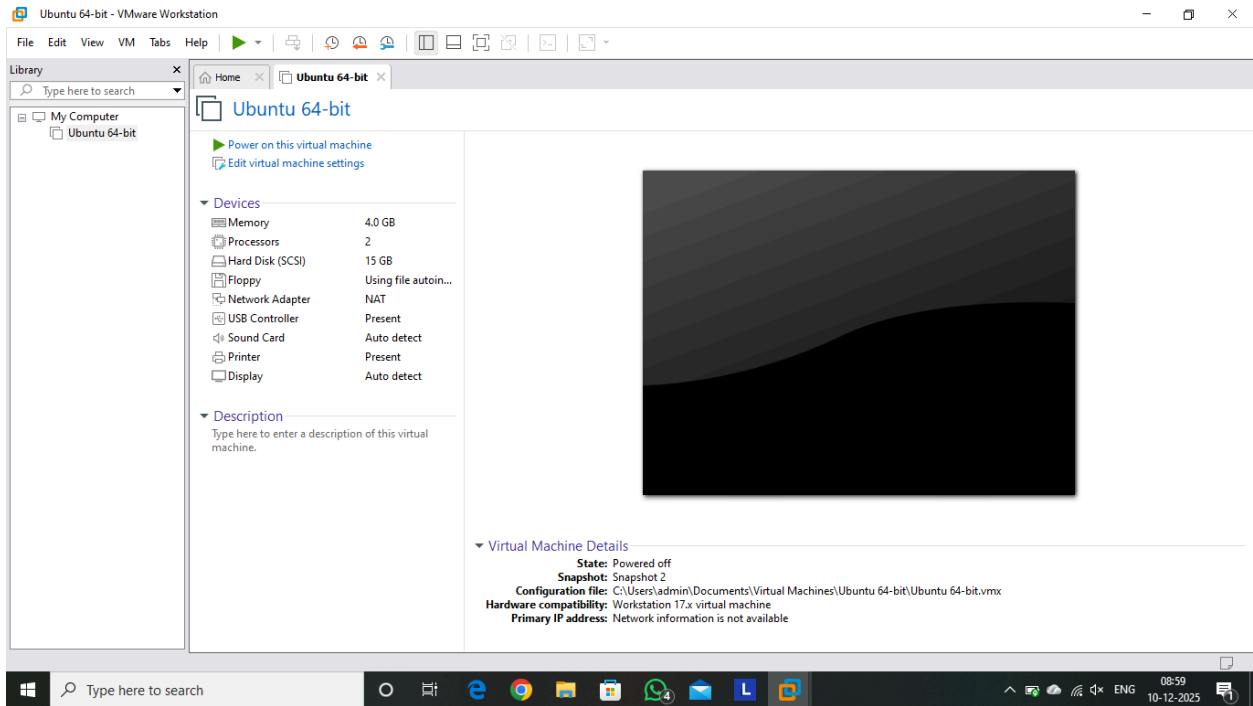 Ubuntu 64-bit - VMware Workstation
File Edit View VM Tabs Help
Library
Type here to search
My Computer
Ubuntu 64-bit
Home
Ubuntu 64-bit
Ubuntu 64-bit
Power on this virtual machine
Edit virtual machine settings
Devices
Memory 4.0 GB
Processors 2
Hard Disk (SCSI) 15 GB
Floppy Using file autoin...
Network Adapter NAT
USB Controller Present
Sound Card Auto detect
Printer Present
Display Auto detect
Description
Type here to enter a description of this virtual
machine.
Virtual Machine Details
State: Powered off
Snapshot: Snapshot 2
Configuration file: C:\Users\admin\Documents\Virtual Machines\Ubuntu 64-bit\Ubuntu 64-bit.vmx
Hardware compatibility: Workstation 17.x virtual machine
Primary IP address: Network information is not available
Type here to search
4
L
ENG
08:59
10-12-2025
1